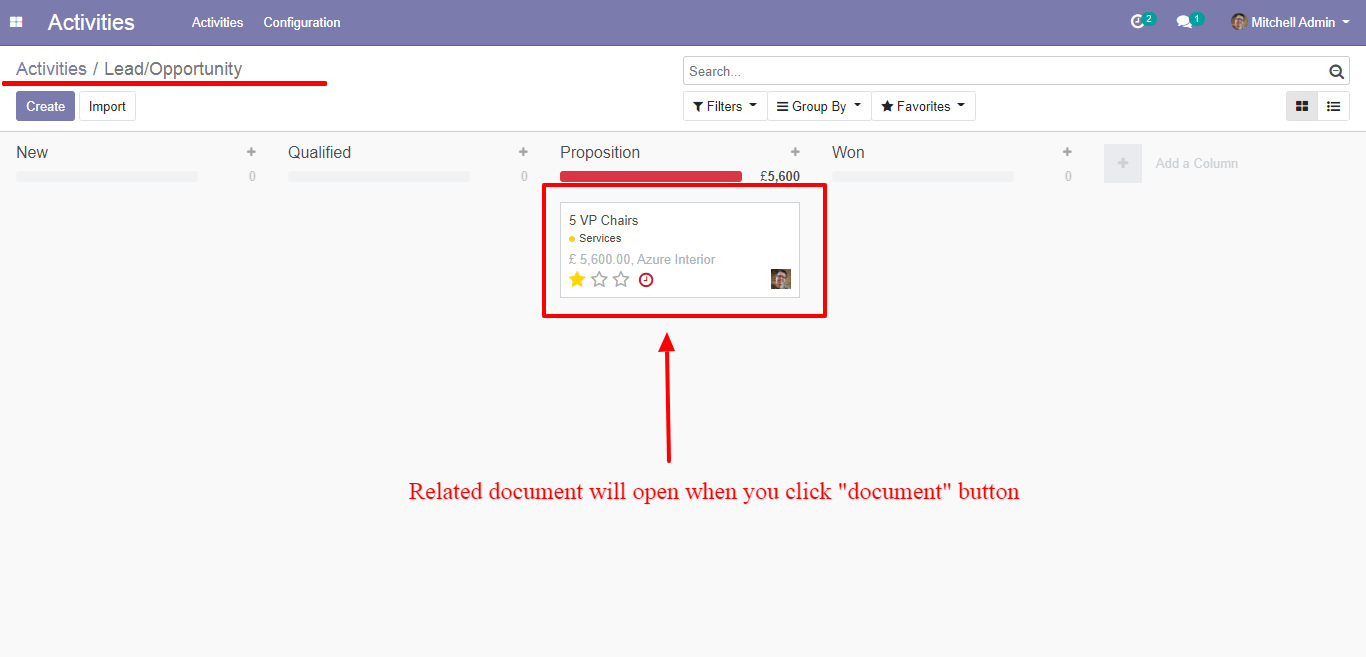 Activities Activities Configuration 2 1 Mitchell Admin
Activities / Lead/Opportunity Search...
Create Import Filters Group By Favorites
New + Qualified + Proposition + Won + + Add a Column
0 0 £5,600 0
5 VP Chairs
Services
£ 5,600.00, Azure Interior
Related document will open when you click "document" button